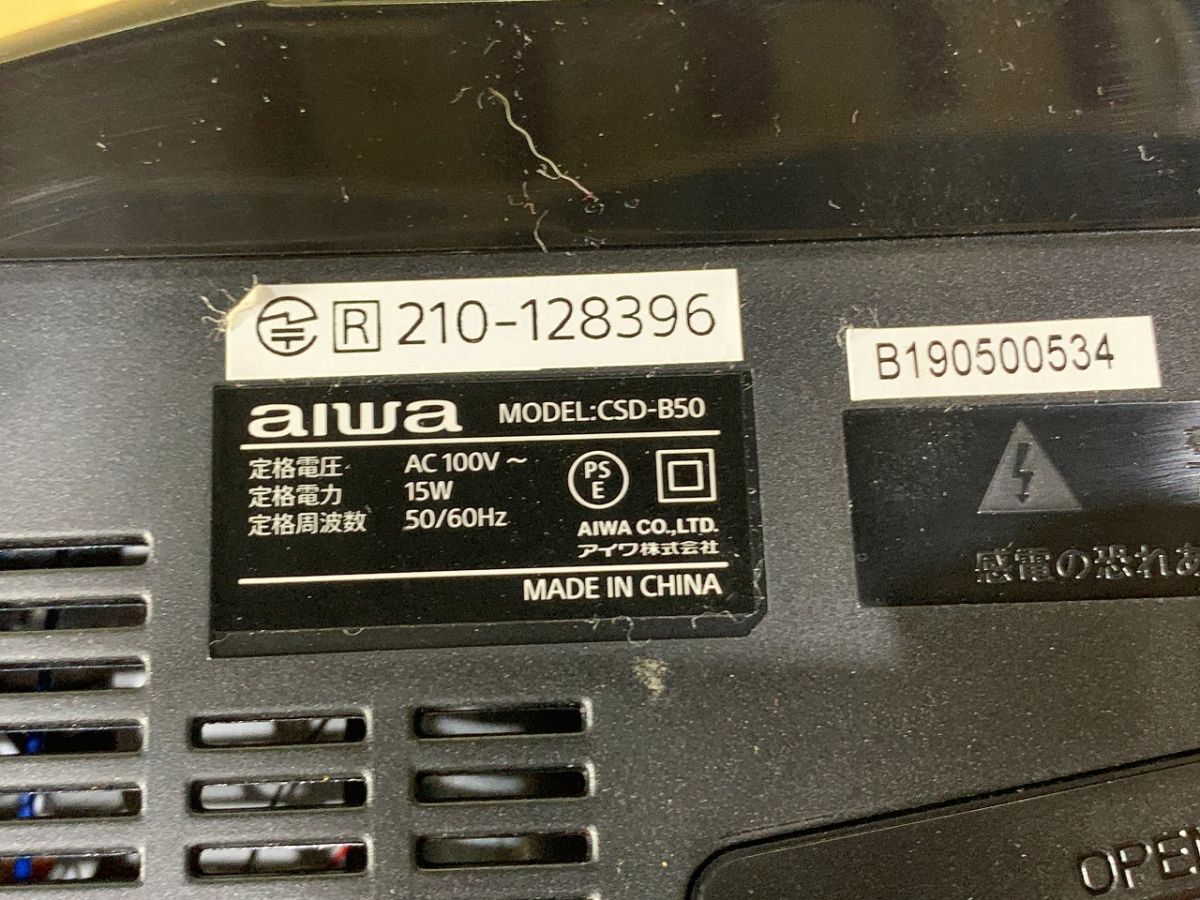 R 210-128396
B190500534
aiwa MODEL:CSD-B50
定格電圧 AC 100V ~
定格電力 15W
定格周波数 50/60Hz
PS
E
AIWA CO.,LTD.
アイワ株式会社
MADE IN CHINA
感電の恐れあ
OPE